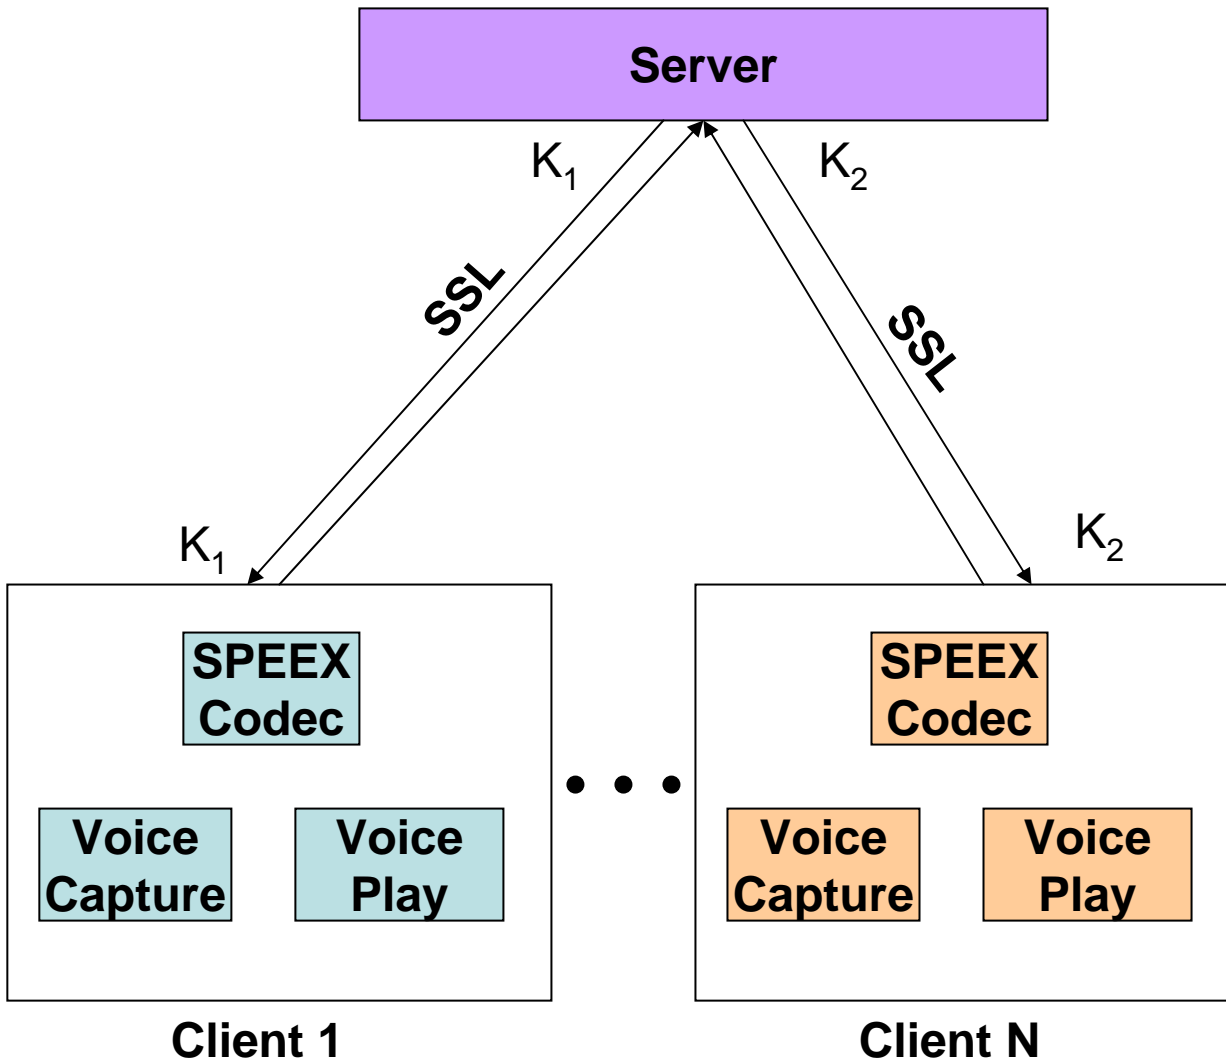 Server
K₁
K₂
SSL
SSL
K₁
K₂
SPEEX
Codec
SPEEX
Codec
Voice
Capture
Voice
Play
Voice
Capture
Voice
Play
Client 1
Client N